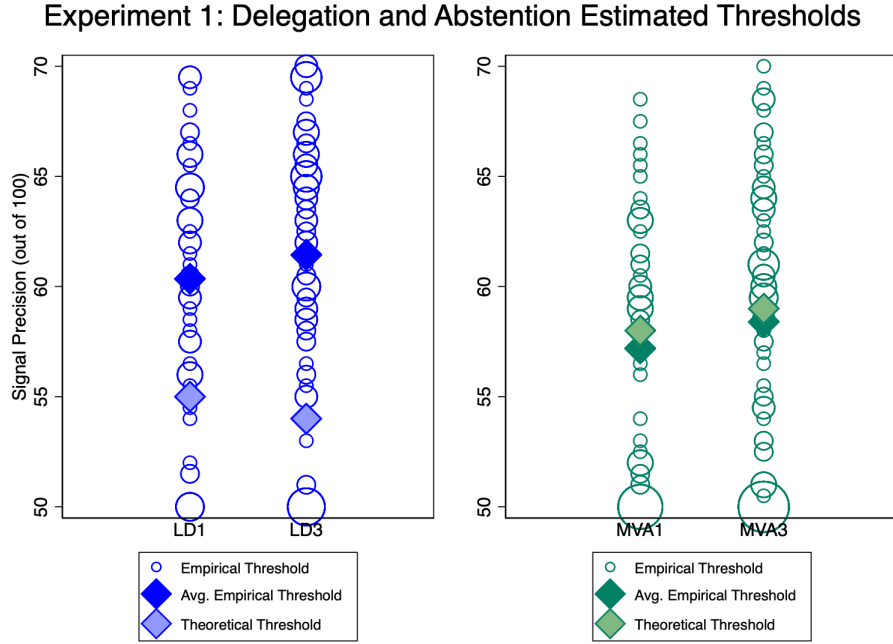 Experiment 1: Delegation and Abstention Estimated Thresholds
Signal Precision (out of 100)
70
65
60
55
50
LD1 LD3
Empirical Threshold
Avg. Empirical Threshold
Theoretical Threshold
70
65
60
55
50
MVA1 MVA3
Empirical Threshold
Avg. Empirical Threshold
Theoretical Threshold